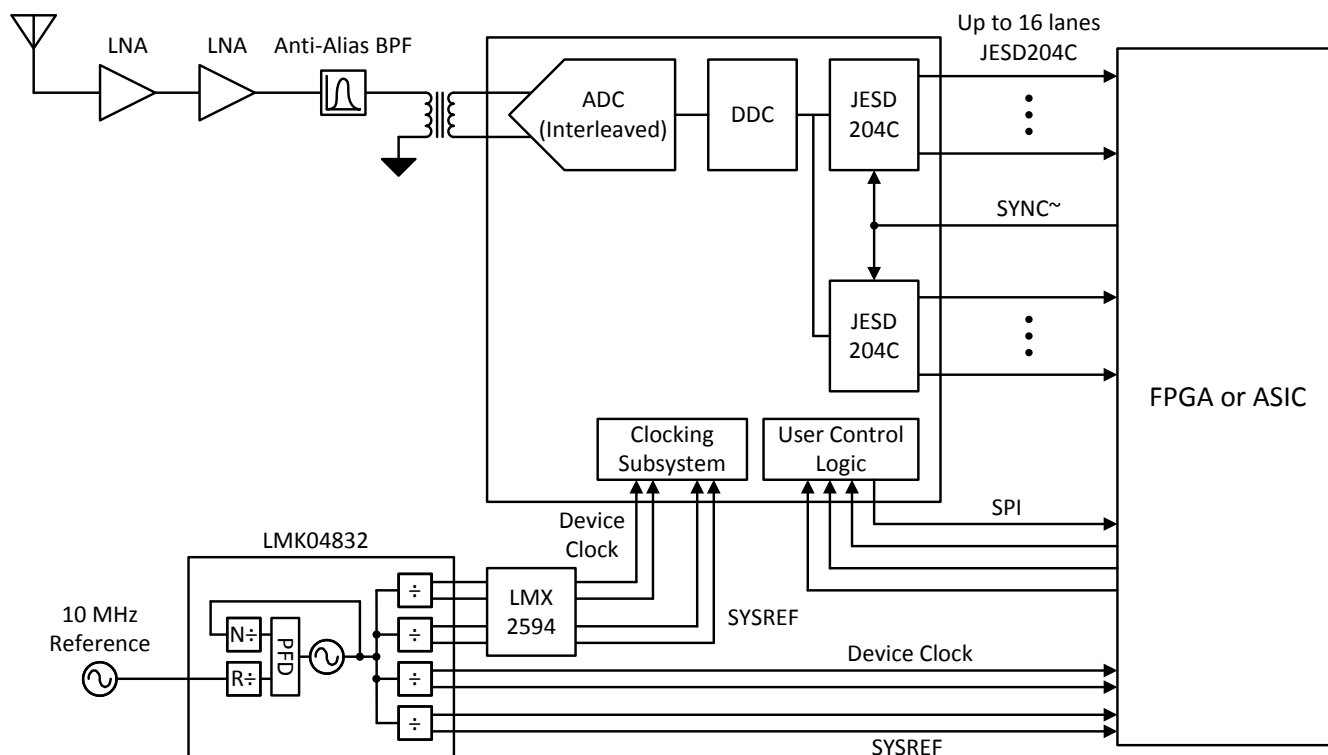 LNA
LNA
Anti-Alias BPF
ADC
(Interleaved)
DDC
JESD
204C
Up to 16 lanes
JESD204C
SYNC~
JESD
204C
FPGA or ASIC
Clocking
Subsystem
User Control
Logic
SPI
Device
Clock
LMK04832
10 MHz
Reference
N÷
R÷
PFD
÷
÷
÷
÷
LMX
2594
SYSREF
Device Clock
SYSREF